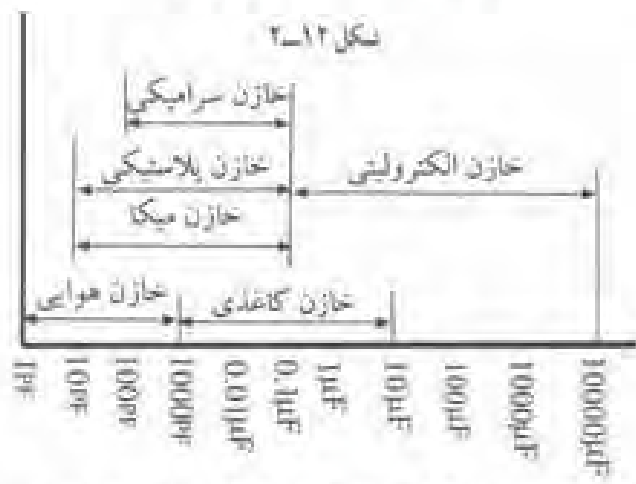 شکل ۱۲ــ۲
خازن سرامیکی
خازن پلاستیکی
خازن الکترولیتی
خازن میکا
خازن هوایی
خازن کاغذی
1PF
10PF
100PF
1000PF
0.01µF
0.1µF
1µF
10µF
100µF
1000µF
10000µF